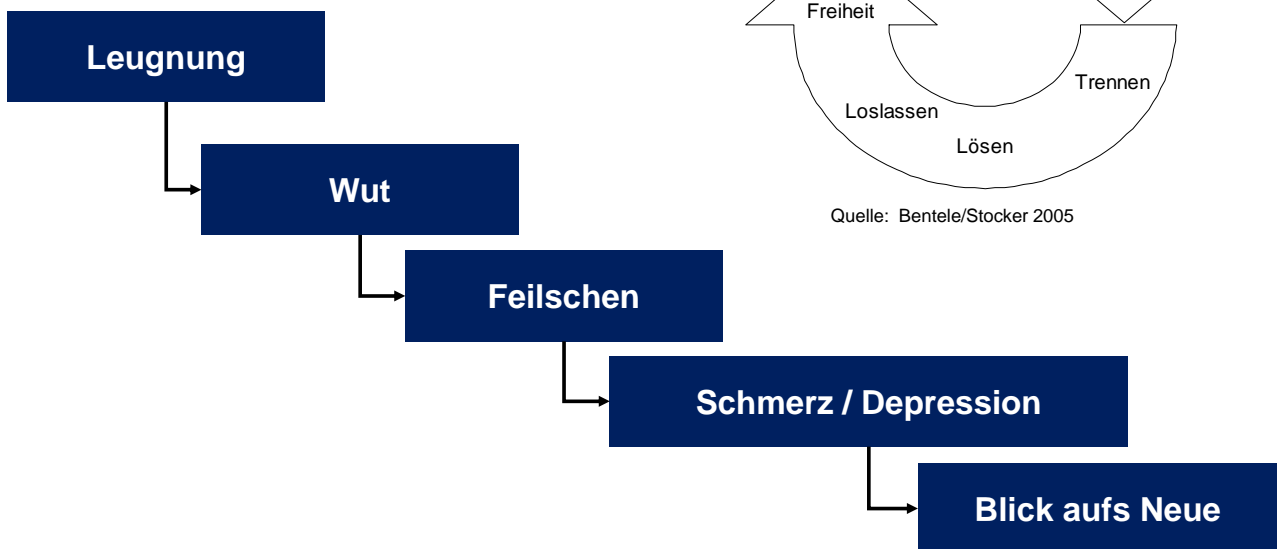 Leugnung
Wut
Feilschen
Schmerz / Depression
Blick aufs Neue
Freiheit
Trennen
Loslassen
Lösen
Quelle: Bentele/Stocker 2005